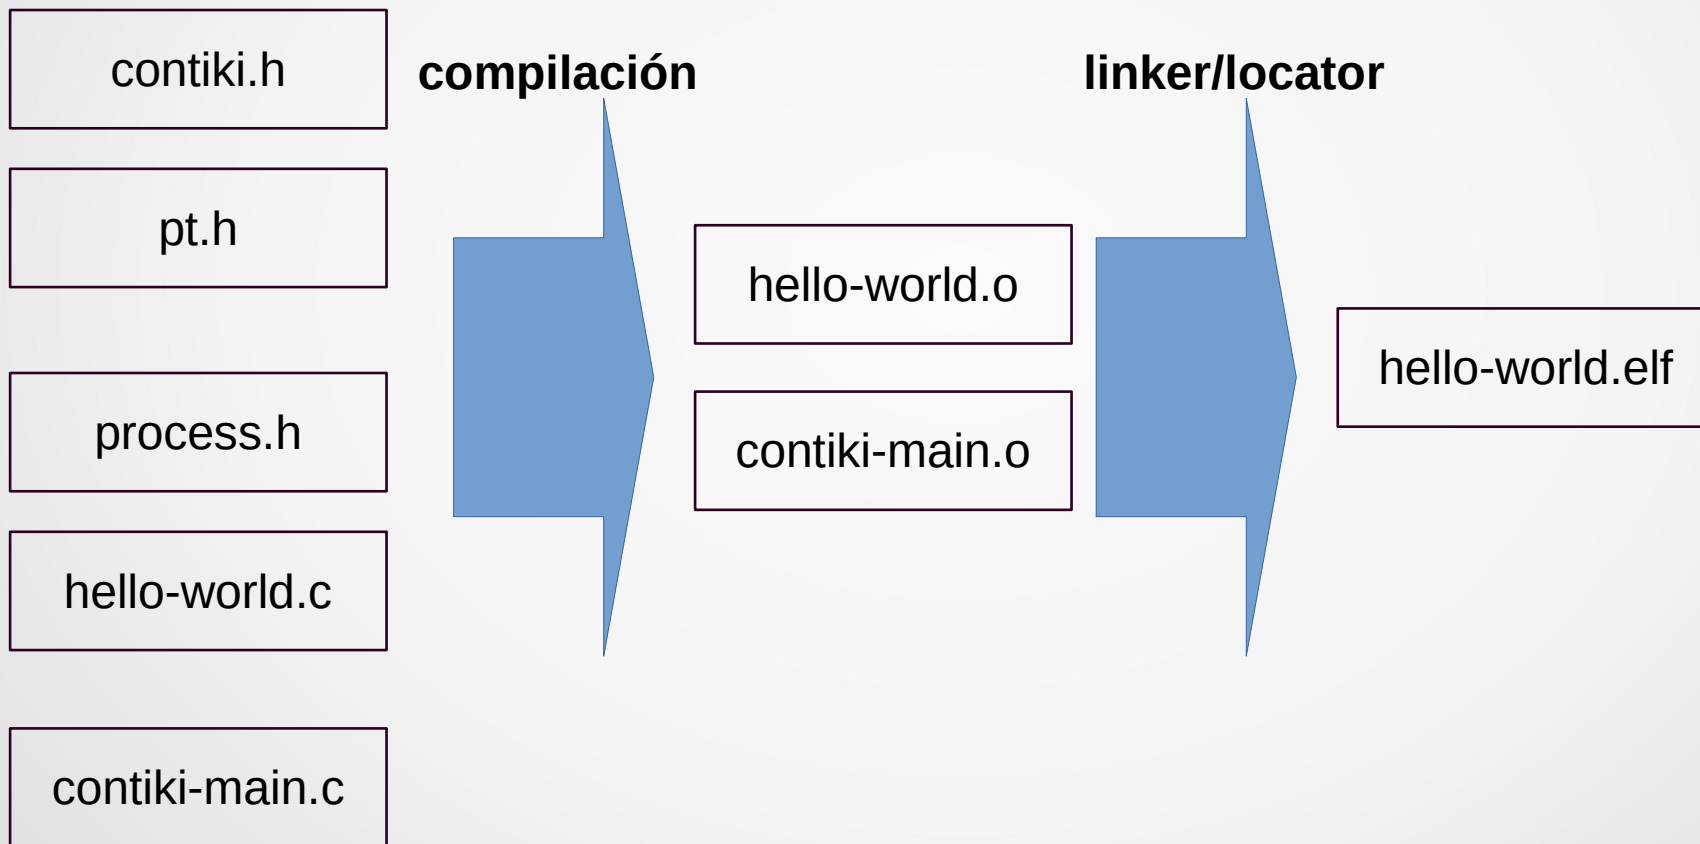 contiki.h
compilación
linker/locator
pt.h
hello-world.o
hello-world.elf
process.h
contiki-main.o
hello-world.c
contiki-main.c